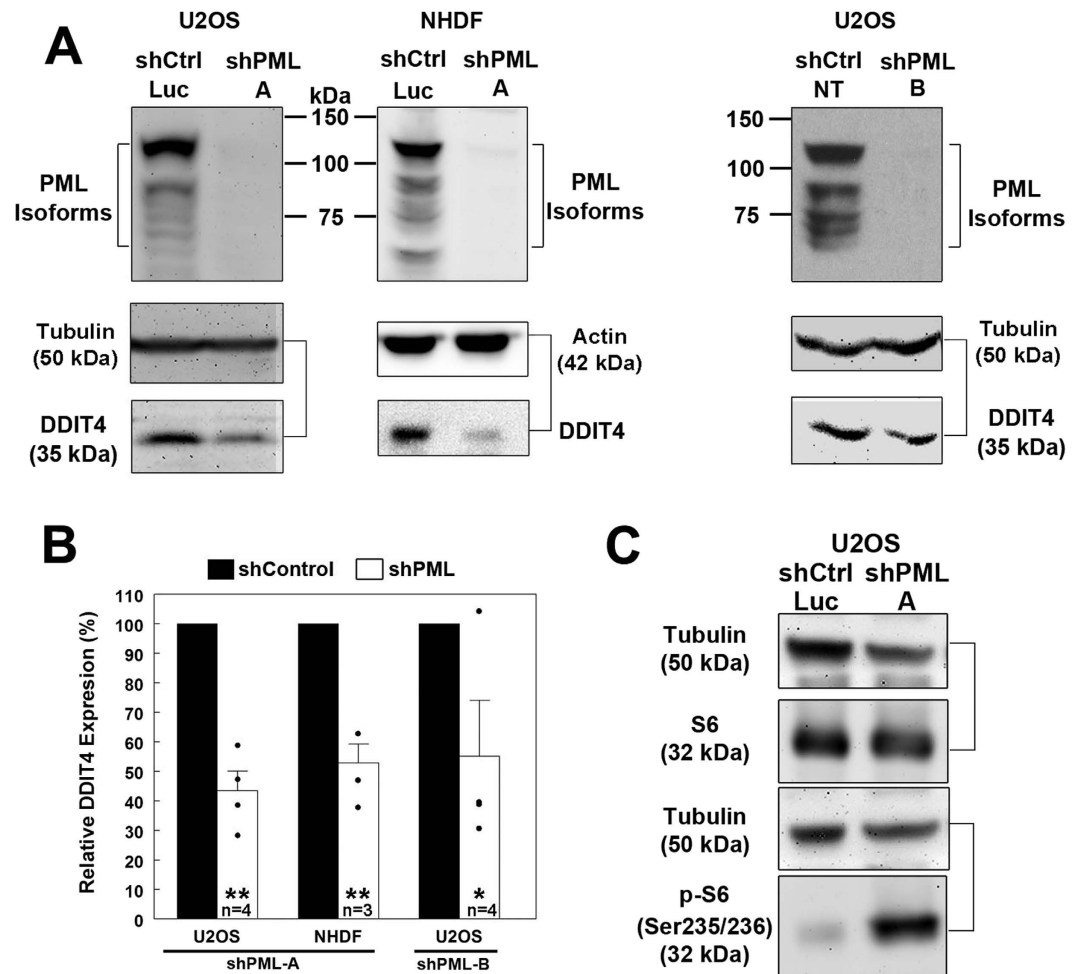 A
U2OS
NHDF
U2OS
shCtrl shPML
Luc A
kDa
shCtrl shPML
Luc A
shCtrl shPML
NT B
150
100
75
150
100
75
PML
Isoforms
PML
Isoforms
PML
Isoforms
Tubulin
(50 kDa)
Actin
(42 kDa)
Tubulin
(50 kDa)
DDIT4
(35 kDa)
DDIT4
DDIT4
(35 kDa)
B
shControl shPML
Relative DDIT4 Expresion (%)
110
100
90
80
70
60
50
40
30
20
10
0
** ** *
n=4 n=3 n=4
U2OS NHDF U2OS
shPML-A shPML-B
C
U2OS
shCtrl shPML
Luc A
Tubulin
(50 kDa)
S6
(32 kDa)
Tubulin
(50 kDa)
p-S6
(Ser235/236)
(32 kDa)